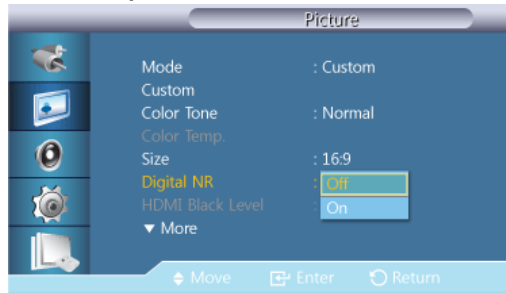 Picture
Mode : Custom
Custom
Color Tone : Normal
Color Temp.
Size : 16:9
Digital NR : Off
HDMI Black Level : On
▼ More
Move Enter Return